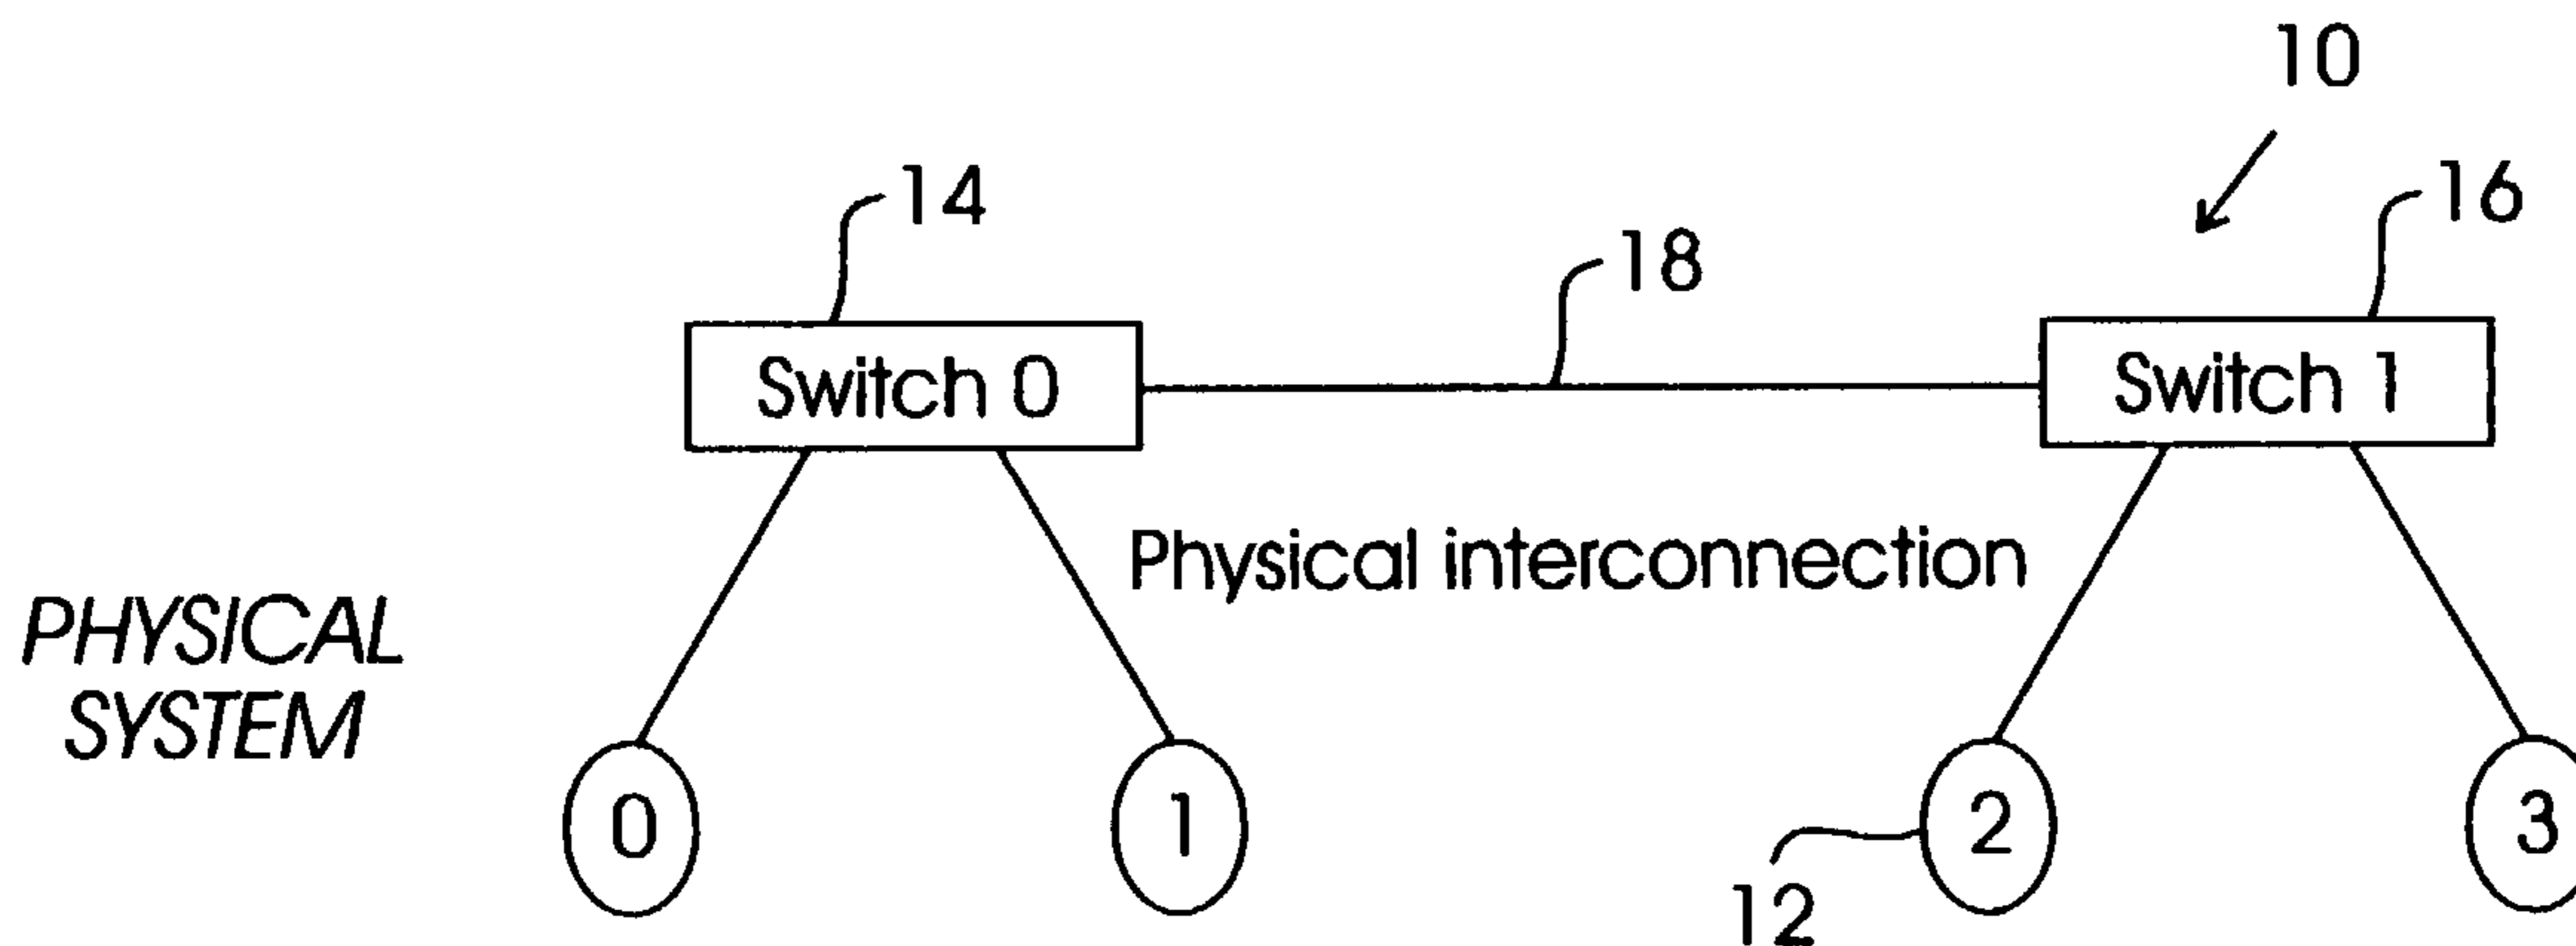 10
14
16
18
Switch 0
Switch 1
Physical interconnection
PHYSICAL
SYSTEM
0
1
2
3
12